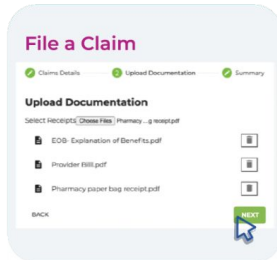 File a Claim
Claims Details Upload Documentation Summary
Upload Documentation
Select Receipts Choose Files Pharmacy ...g receipt.pdf
EOB- Explanation of Benefits.pdf
Provider Bill.pdf
Pharmacy paper bag receipt.pdf
BACK NEXT